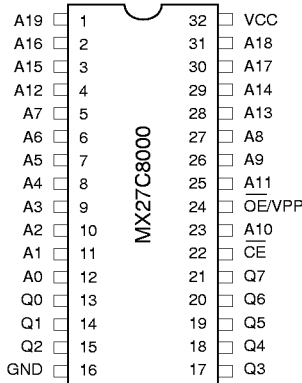 A19 1 32 VCC
A16 2 31 A18
A15 3 30 A17
A12 4 29 A14
A7 5 28 A13
A6 6 27 A8
A5 7 26 A9
A4 8 25 A11
A3 9 24 OE/VPP
A2 10 23 A10
A1 11 22 CE
A0 12 21 Q7
Q0 13 20 Q6
Q1 14 19 Q5
Q2 15 18 Q4
GND 16 17 Q3
MX27C8000